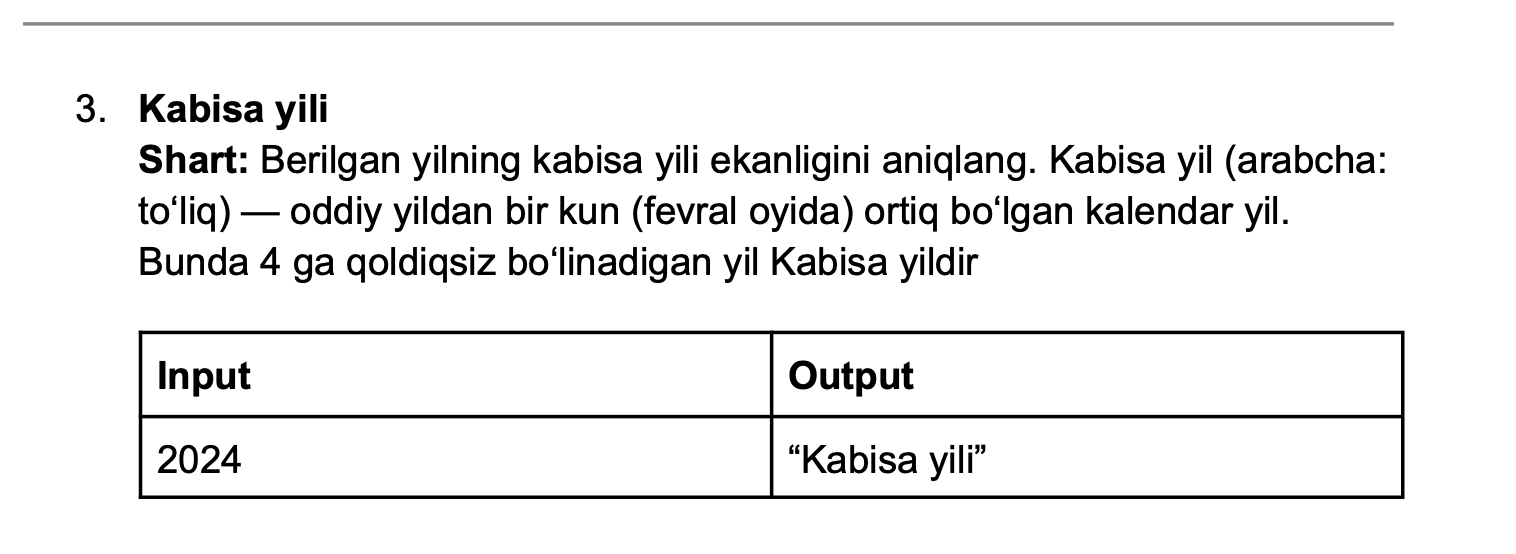 3. Kabisa yili
Shart: Berilgan yilning kabisa yili ekanligini aniqlang. Kabisa yil (arabcha:
to‘liq) — oddiy yildan bir kun (fevral oyida) ortiq bo‘lgan kalendar yil.
Bunda 4 ga qoldiqsiz bo‘linadigan yil Kabisa yildir
Input Output
2024 “Kabisa yili”